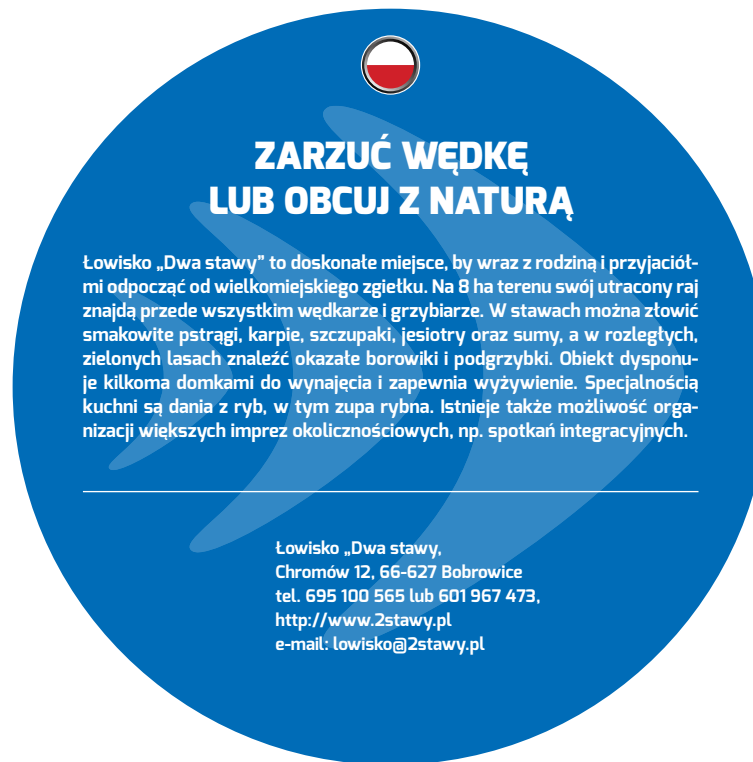 ZARZUĆ WĘDKĘ
LUB OBCUJ Z NATURĄ
Łowisko „Dwa stawy” to doskonałe miejsce, by wraz z rodziną i przyjaciół-
mi odpocząć od wielkomiejskiego zgiełku. Na 8 ha terenu swój utracony raj
znajdą przede wszystkim wędkarze i grzybiarze. W stawach można złowić
smakowite pstrągi, karpie, szczupaki, jesiotry oraz sumy, a w rozległych,
zielonych lasach znaleźć okazałe borowiki i podgrzybki. Obiekt dysponu-
je kilkoma domkami do wynajęcia i zapewnia wyżywienie. Specjalnością
kuchni są dania z ryb, w tym zupa rybna. Istnieje także możliwość orga-
nizacji większych imprez okolicznościowych, np. spotkań integracyjnych.
Łowisko „Dwa stawy,
Chromów 12, 66-627 Bobrowice
tel. 695 100 565 lub 601 967 473,
http://www.2stawy.pl
e-mail: lowisko@2stawy.pl